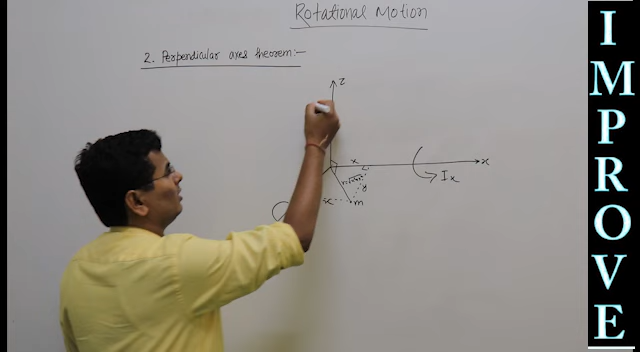 Rotational Motion
2. Perpendicular axes theorem:-
z
x
x
y
m
Ix
IMPROVE